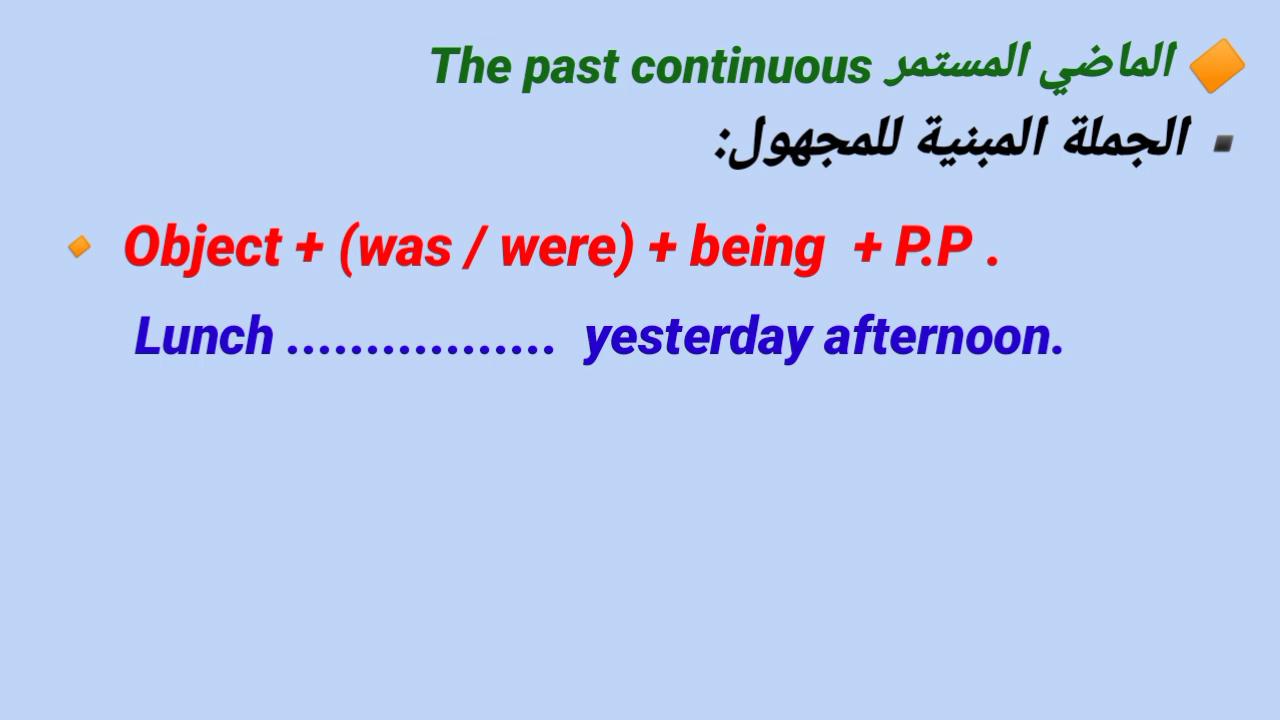 🔶 الماضي المستمر The past continuous
▪ الجملة المبنية للمجهول:
🔸 Object + (was / were) + being + P.P .
Lunch ................. yesterday afternoon.